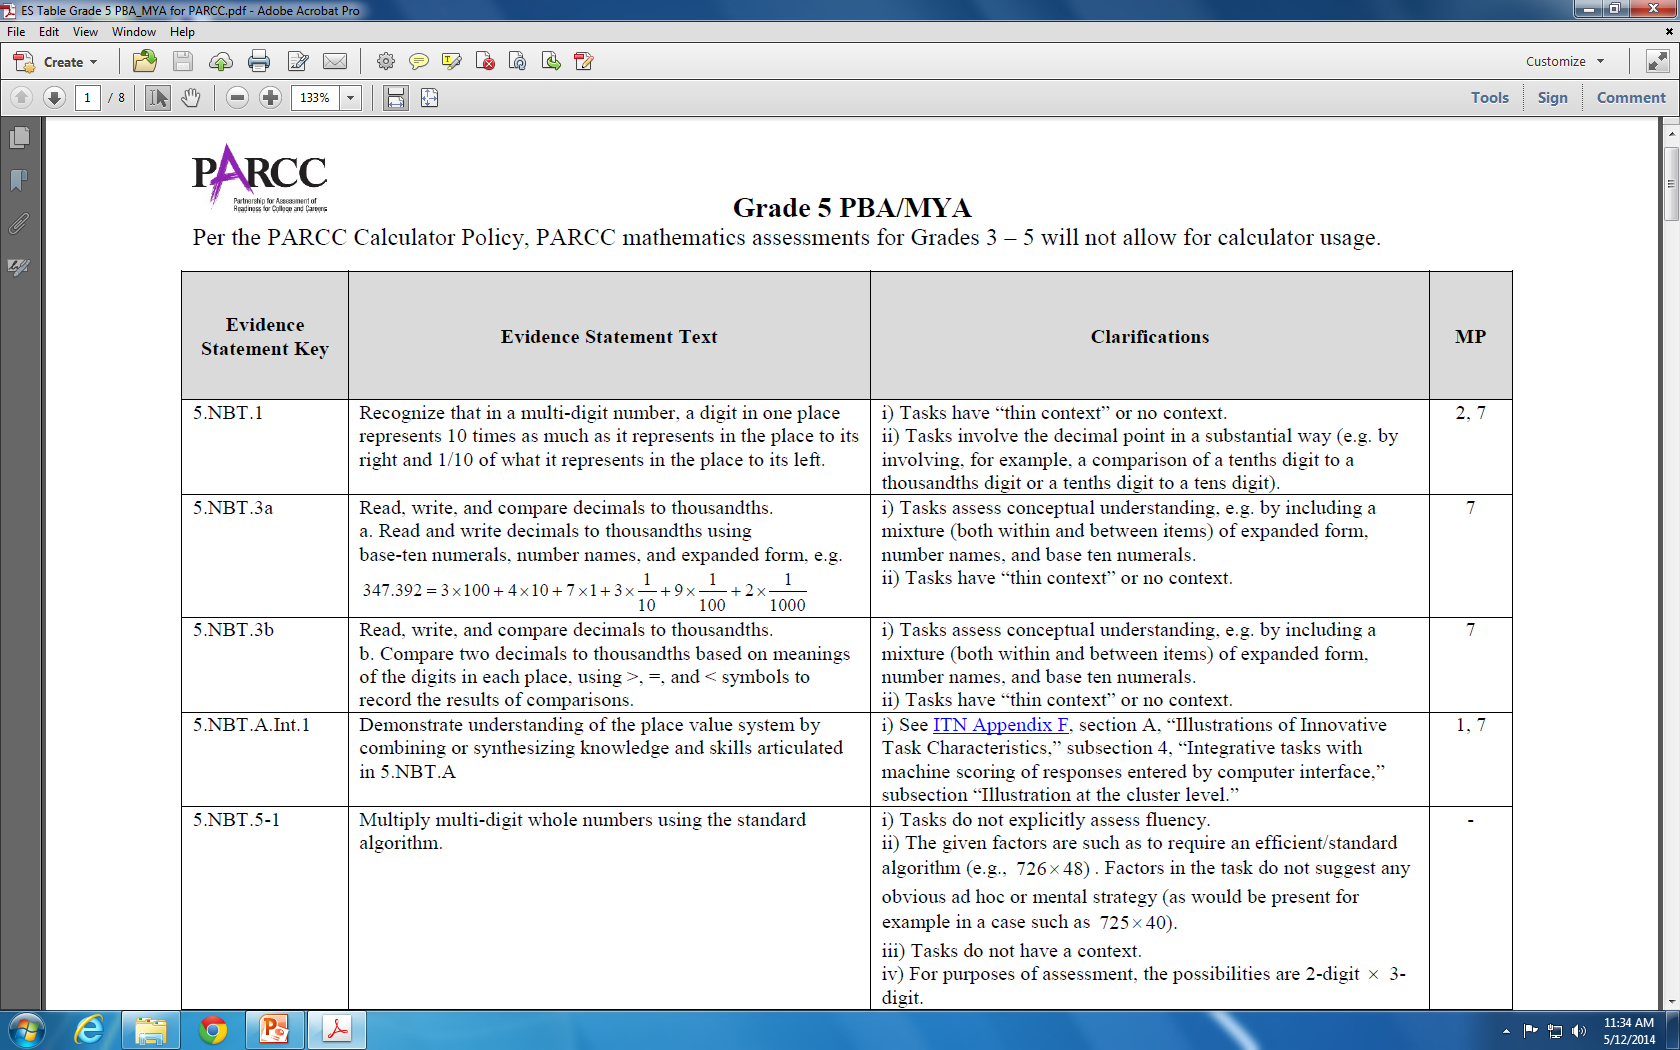 ES Table Grade 5 PBA_MYA for PARCC.pdf - Adobe Acrobat Pro
File Edit View Window Help
Create Customize
1 / 8 133% Tools Sign Comment
PARCC
Partnership for Assessment of
Readiness for College and Careers
Grade 5 PBA/MYA
Per the PARCC Calculator Policy, PARCC mathematics assessments for Grades 3 – 5 will not allow for calculator usage.
Evidence
Statement Key
Evidence Statement Text
Clarifications
MP
5.NBT.1
Recognize that in a multi-digit number, a digit in one place
represents 10 times as much as it represents in the place to its
right and 1/10 of what it represents in the place to its left.
i) Tasks have “thin context” or no context.
ii) Tasks involve the decimal point in a substantial way (e.g. by
involving, for example, a comparison of a tenths digit to a
thousandths digit or a tenths digit to a tens digit).
2, 7
5.NBT.3a
Read, write, and compare decimals to thousandths.
a. Read and write decimals to thousandths using
base-ten numerals, number names, and expanded form, e.g.
347.392 = 3×100 + 4×10 + 7×1 + 3×1/10 + 9×1/100 + 2×1/1000
i) Tasks assess conceptual understanding, e.g. by including a
mixture (both within and between items) of expanded form,
number names, and base ten numerals.
ii) Tasks have “thin context” or no context.
7
5.NBT.3b
Read, write, and compare decimals to thousandths.
b. Compare two decimals to thousandths based on meanings
of the digits in each place, using >, =, and < symbols to
record the results of comparisons.
i) Tasks assess conceptual understanding, e.g. by including a
mixture (both within and between items) of expanded form,
number names, and base ten numerals.
ii) Tasks have “thin context” or no context.
7
5.NBT.A.Int.1
Demonstrate understanding of the place value system by
combining or synthesizing knowledge and skills articulated
in 5.NBT.A
i) See ITN Appendix F, section A, “Illustrations of Innovative
Task Characteristics,” subsection 4, “Integrative tasks with
machine scoring of responses entered by computer interface,”
subsection “Illustration at the cluster level.”
1, 7
5.NBT.5-1
Multiply multi-digit whole numbers using the standard
algorithm.
i) Tasks do not explicitly assess fluency.
ii) The given factors are such as to require an efficient/standard
algorithm (e.g., 726×48) . Factors in the task do not suggest any
obvious ad hoc or mental strategy (as would be present for
example in a case such as 725×40).
iii) Tasks do not have a context.
iv) For purposes of assessment, the possibilities are 2-digit × 3-
digit.
-
11:34 AM
5/12/2014